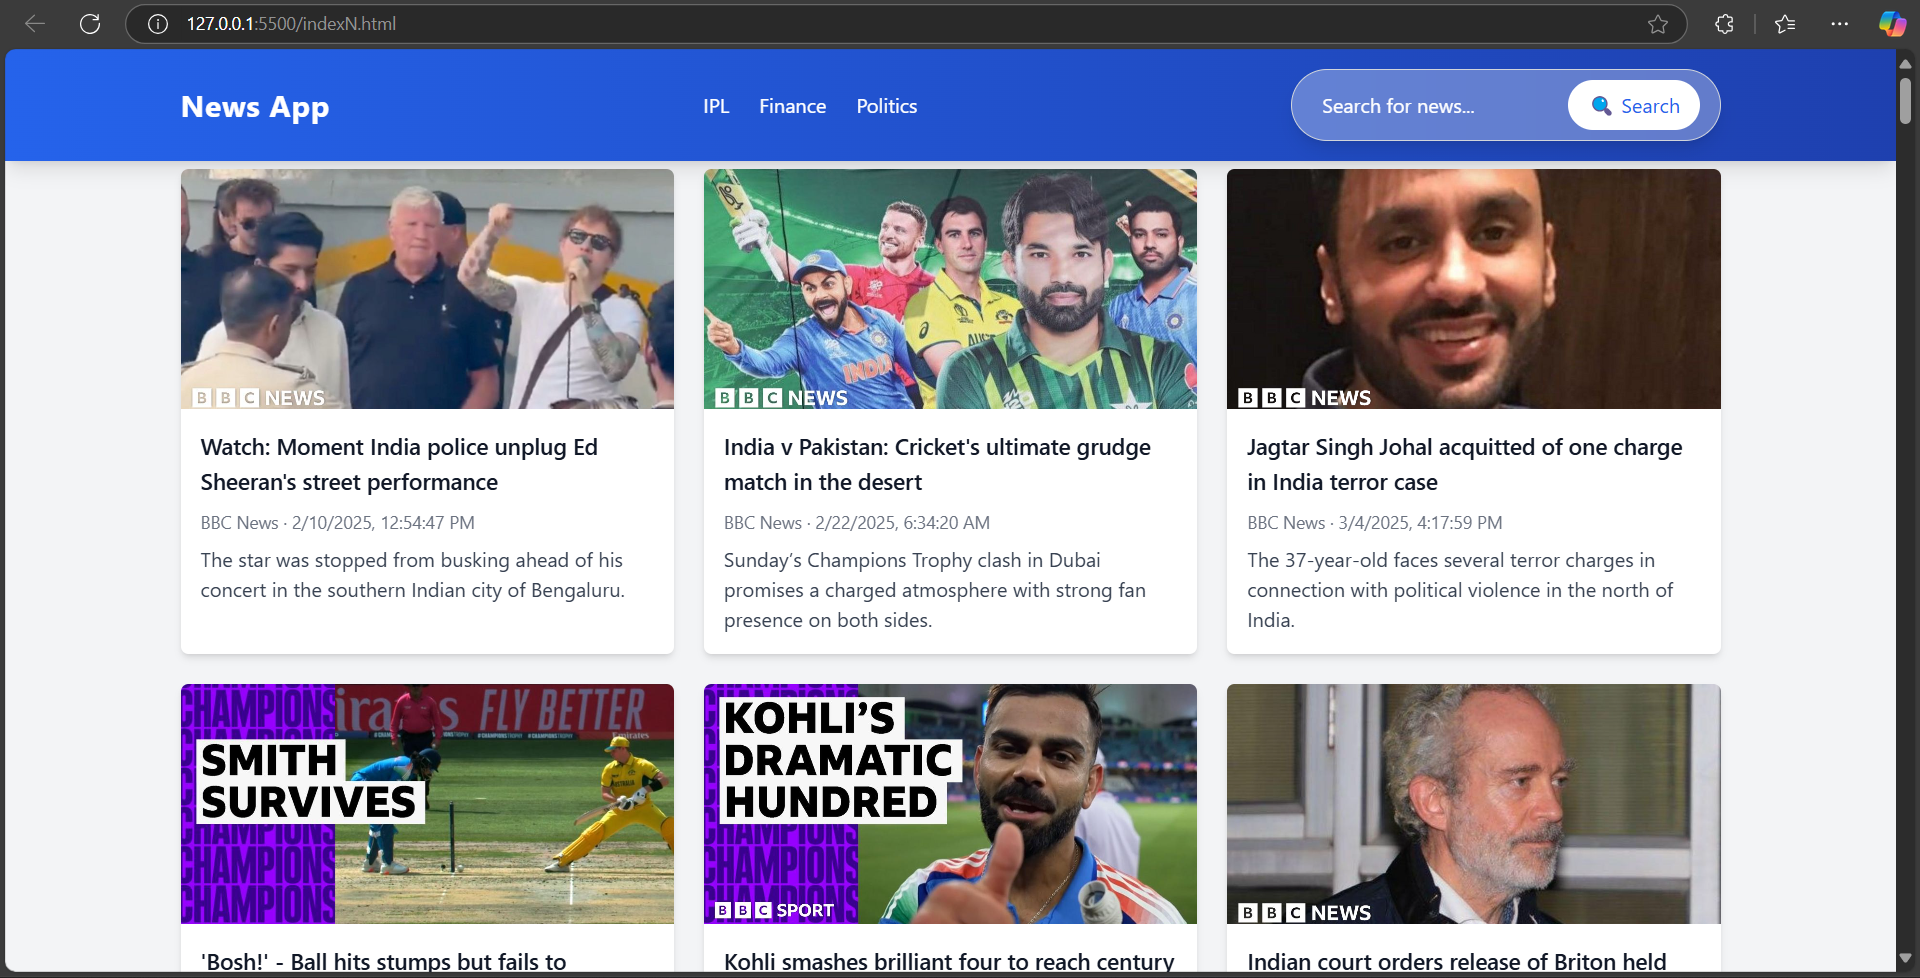 127.0.0.1:5500/indexN.html
News App
IPL Finance Politics
Search for news...
Search
BBC NEWS
BBC NEWS
INDIA
BBC NEWS
Watch: Moment India police unplug Ed
Sheeran's street performance
BBC News · 2/10/2025, 12:54:47 PM
The star was stopped from busking ahead of his
concert in the southern Indian city of Bengaluru.
India v Pakistan: Cricket's ultimate grudge
match in the desert
BBC News · 2/22/2025, 6:34:20 AM
Sunday’s Champions Trophy clash in Dubai
promises a charged atmosphere with strong fan
presence on both sides.
Jagtar Singh Johal acquitted of one charge
in India terror case
BBC News · 3/4/2025, 4:17:59 PM
The 37-year-old faces several terror charges in
connection with political violence in the north of
India.
CHAMPIONS
FLY BETTER
Emirates
SMITH
SURVIVES
CHAMPIONS
CHAMPIONS
KOHLI’S
DRAMATIC
HUNDRED
CHAMPIONS
CHAMPIONS
BBC SPORT
BBC NEWS
'Bosh!' - Ball hits stumps but fails to
Kohli smashes brilliant four to reach century
Indian court orders release of Briton held